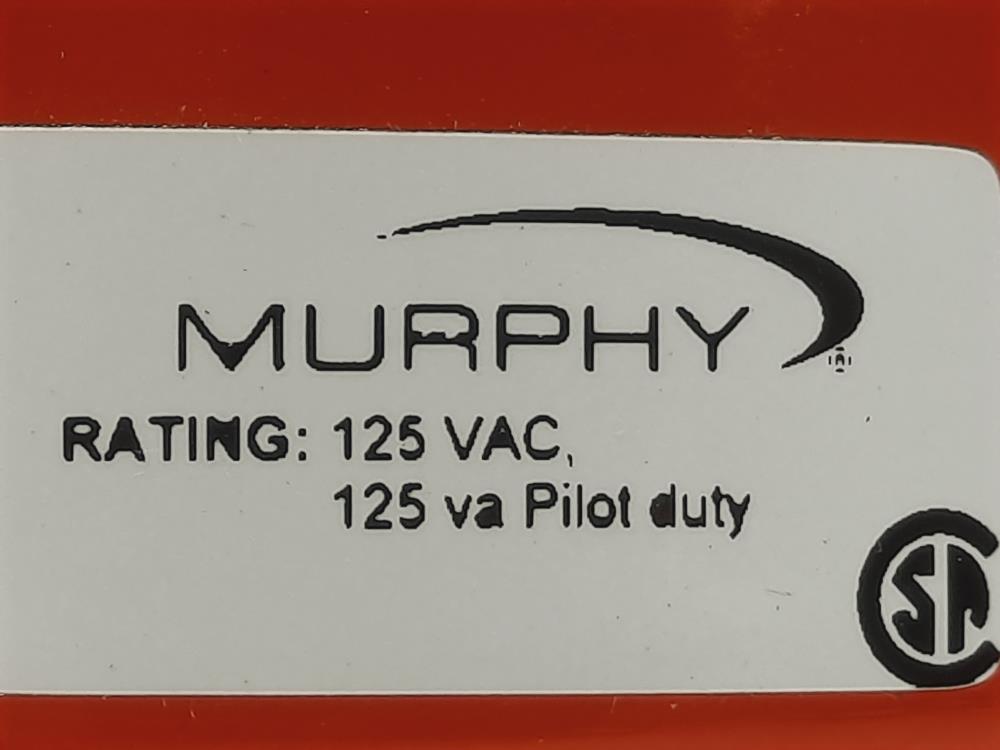 MURPHY
RATING: 125 VAC,
125 va Pilot duty